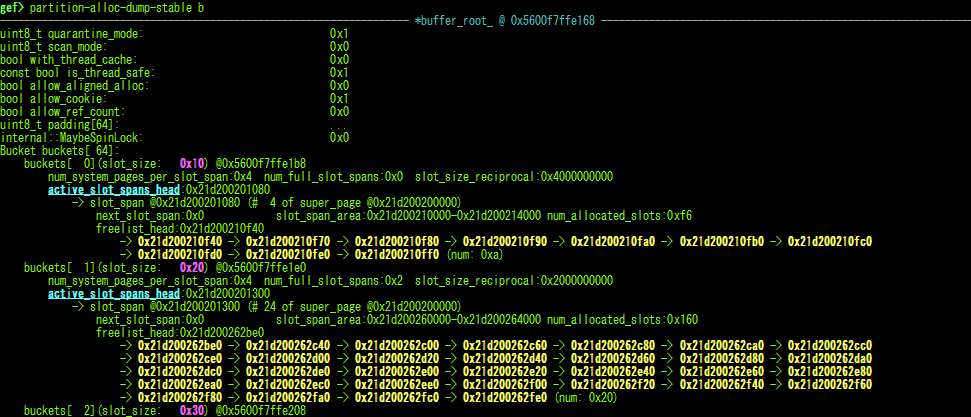 gef> partition-alloc-dump-stable b
*buffer_root_ @ 0x5600f7ffe168
uint8_t quarantine_mode: 0x1
uint8_t scan_mode: 0x0
bool with_thread_cache: 0x0
const bool is_thread_safe: 0x1
bool allow_aligned_alloc: 0x0
bool allow_cookie: 0x1
bool allow_ref_count: 0x0
uint8_t padding[64]: ...
internal::MaybeSpinLock: 0x0
Bucket buckets[ 64]:
buckets[  0](slot_size:   0x10) @0x5600f7ffe1b8
num_system_pages_per_slot_span:0x4  num_full_slot_spans:0x0  slot_size_reciprocal:0x4000000000
active_slot_spans_head:0x21d200201080
-> slot_span @0x21d200201080 (#  4 of super_page @0x21d200200000)
next_slot_span:0x0 slot_span_area:0x21d200210000-0x21d200214000 num_allocated_slots:0xf6
freelist_head:0x21d200210f40
-> 0x21d200210f40 -> 0x21d200210f70 -> 0x21d200210f80 -> 0x21d200210f90 -> 0x21d200210fa0 -> 0x21d200210fb0 -> 0x21d200210fc0
-> 0x21d200210fd0 -> 0x21d200210fe0 -> 0x21d200210ff0 (num: 0xa)
buckets[  1](slot_size:   0x20) @0x5600f7ffe1e0
num_system_pages_per_slot_span:0x4  num_full_slot_spans:0x2  slot_size_reciprocal:0x2000000000
active_slot_spans_head:0x21d200201300
-> slot_span @0x21d200201300 (# 24 of super_page @0x21d200200000)
next_slot_span:0x0 slot_span_area:0x21d200260000-0x21d200264000 num_allocated_slots:0x160
freelist_head:0x21d200262be0
-> 0x21d200262be0 -> 0x21d200262c40 -> 0x21d200262c00 -> 0x21d200262c60 -> 0x21d200262c80 -> 0x21d200262ca0 -> 0x21d200262cc0
-> 0x21d200262ce0 -> 0x21d200262d00 -> 0x21d200262d20 -> 0x21d200262d40 -> 0x21d200262d60 -> 0x21d200262d80 -> 0x21d200262da0
-> 0x21d200262dc0 -> 0x21d200262de0 -> 0x21d200262e00 -> 0x21d200262e20 -> 0x21d200262e40 -> 0x21d200262e60 -> 0x21d200262e80
-> 0x21d200262ea0 -> 0x21d200262ec0 -> 0x21d200262ee0 -> 0x21d200262f00 -> 0x21d200262f20 -> 0x21d200262f40 -> 0x21d200262f60
-> 0x21d200262f80 -> 0x21d200262fa0 -> 0x21d200262fc0 -> 0x21d200262fe0 (num: 0x20)
buckets[  2](slot_size:   0x30) @0x5600f7ffe208